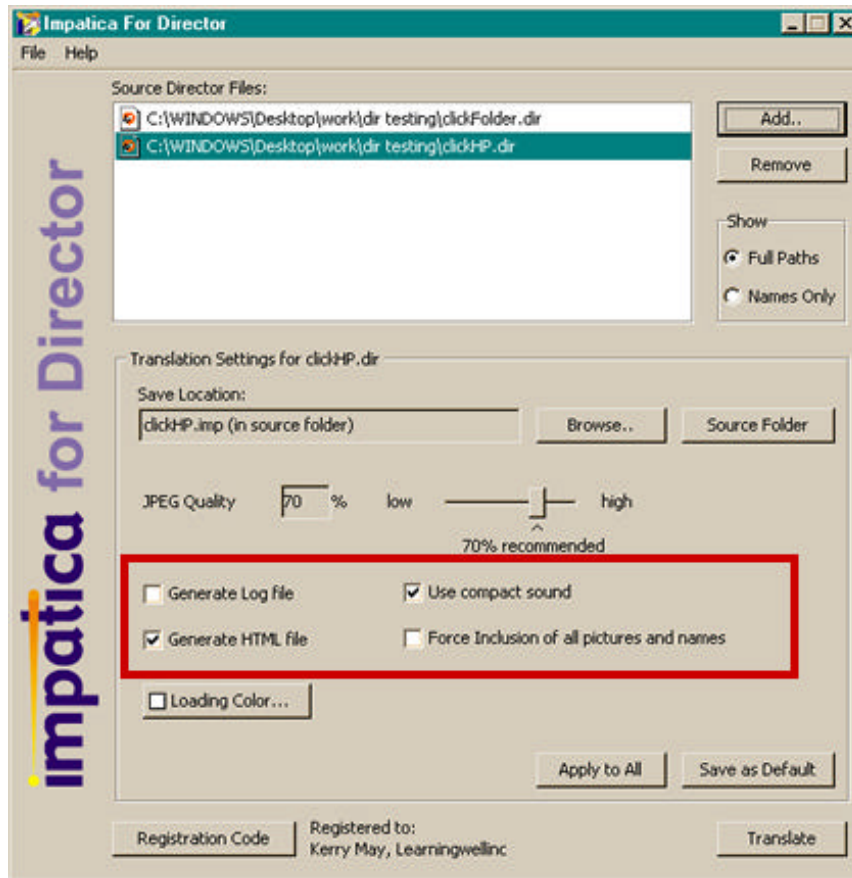 Impatica For Director
File Help
Source Director Files:
C:\WINDOWS\Desktop\work\dir testing\clickFolder.dir
C:\WINDOWS\Desktop\work\dir testing\clickHP.dir
Add..
Remove
Show
Full Paths
Names Only
impatica for Director
Translation Settings for clickHP.dir
Save Location:
clickHP.imp (in source folder)
Browse..
Source Folder
JPEG Quality 70 % low high
70% recommended
Generate Log file
Use compact sound
Generate HTML file
Force Inclusion of all pictures and names
Loading Color...
Apply to All
Save as Default
Registration Code
Registered to:
Kerry May, Learningwellinc
Translate